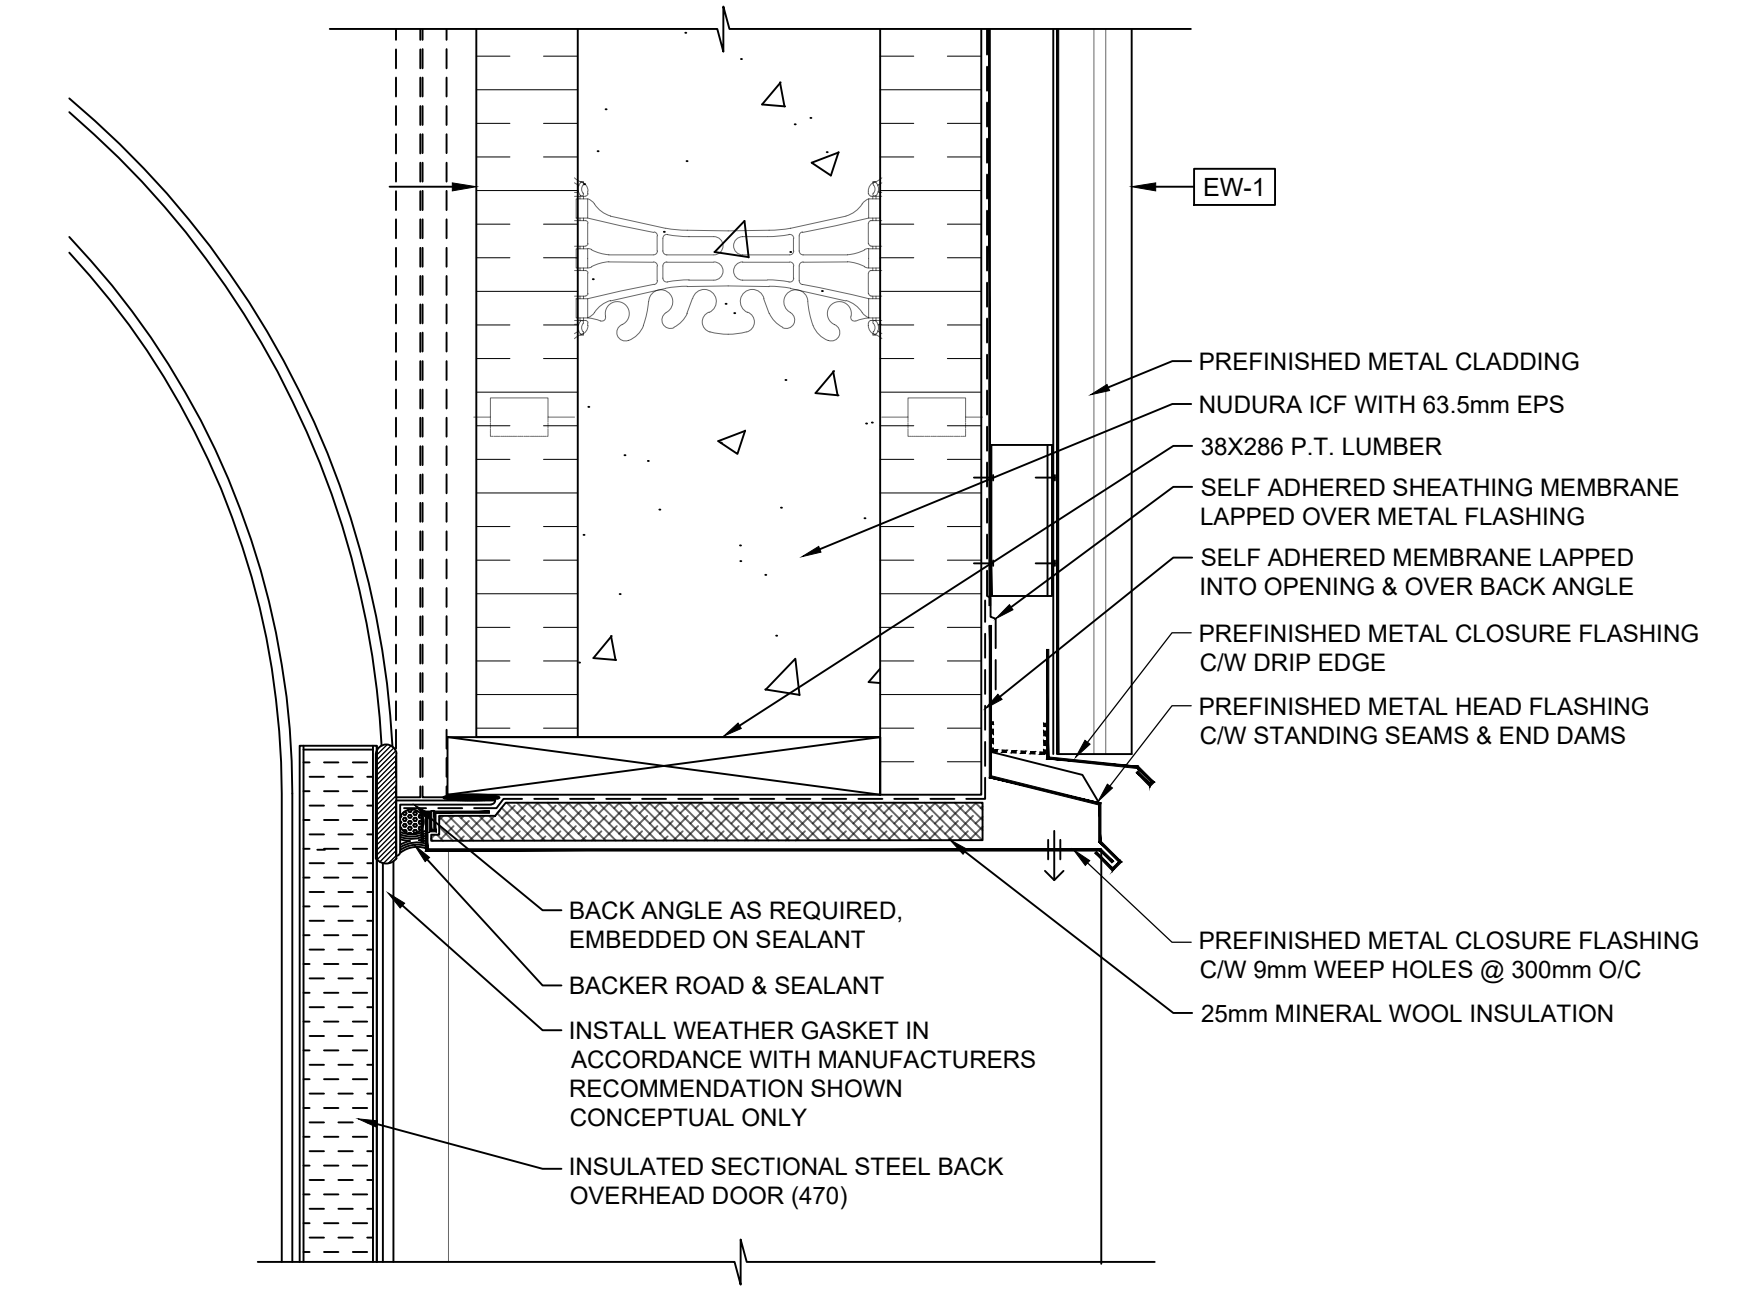 EW-1
PREFINISHED METAL CLADDING
NUDURA ICF WITH 63.5mm EPS
38X286 P.T. LUMBER
SELF ADHERED SHEATHING MEMBRANE
LAPPED OVER METAL FLASHING
SELF ADHERED MEMBRANE LAPPED
INTO OPENING & OVER BACK ANGLE
PREFINISHED METAL CLOSURE FLASHING
C/W DRIP EDGE
PREFINISHED METAL HEAD FLASHING
C/W STANDING SEAMS & END DAMS
PREFINISHED METAL CLOSURE FLASHING
C/W 9mm WEEP HOLES @ 300mm O/C
25mm MINERAL WOOL INSULATION
BACK ANGLE AS REQUIRED,
EMBEDDED ON SEALANT
BACKER ROAD & SEALANT
INSTALL WEATHER GASKET IN
ACCORDANCE WITH MANUFACTURERS
RECOMMENDATION SHOWN
CONCEPTUAL ONLY
INSULATED SECTIONAL STEEL BACK
OVERHEAD DOOR (470)